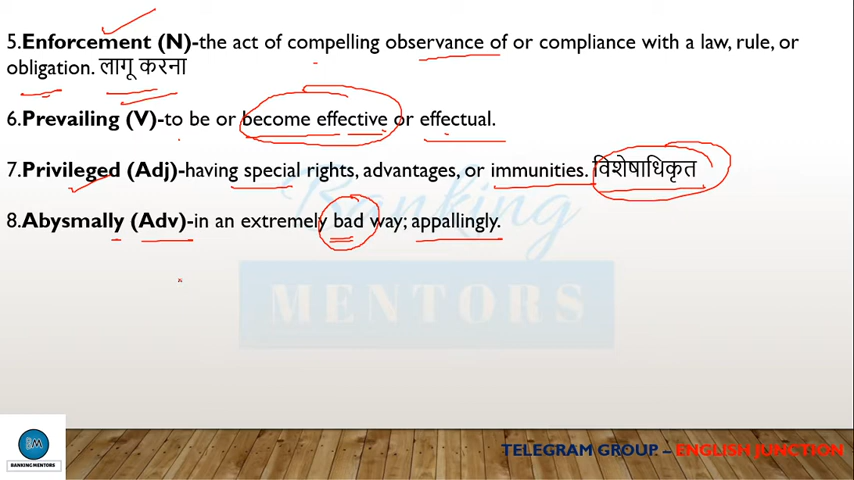 5.Enforcement (N)-the act of compelling observance of or compliance with a law, rule, or
obligation. लागू करना
6.Prevailing (V)-to be or become effective or effectual.
7.Privileged (Adj)-having special rights, advantages, or immunities. विशेषाधिकृत
8.Abysmally (Adv)-in an extremely bad way; appallingly.
Banking
MENTORS
BM
BANKING MENTORS
TELEGRAM GROUP – ENGLISH JUNCTION